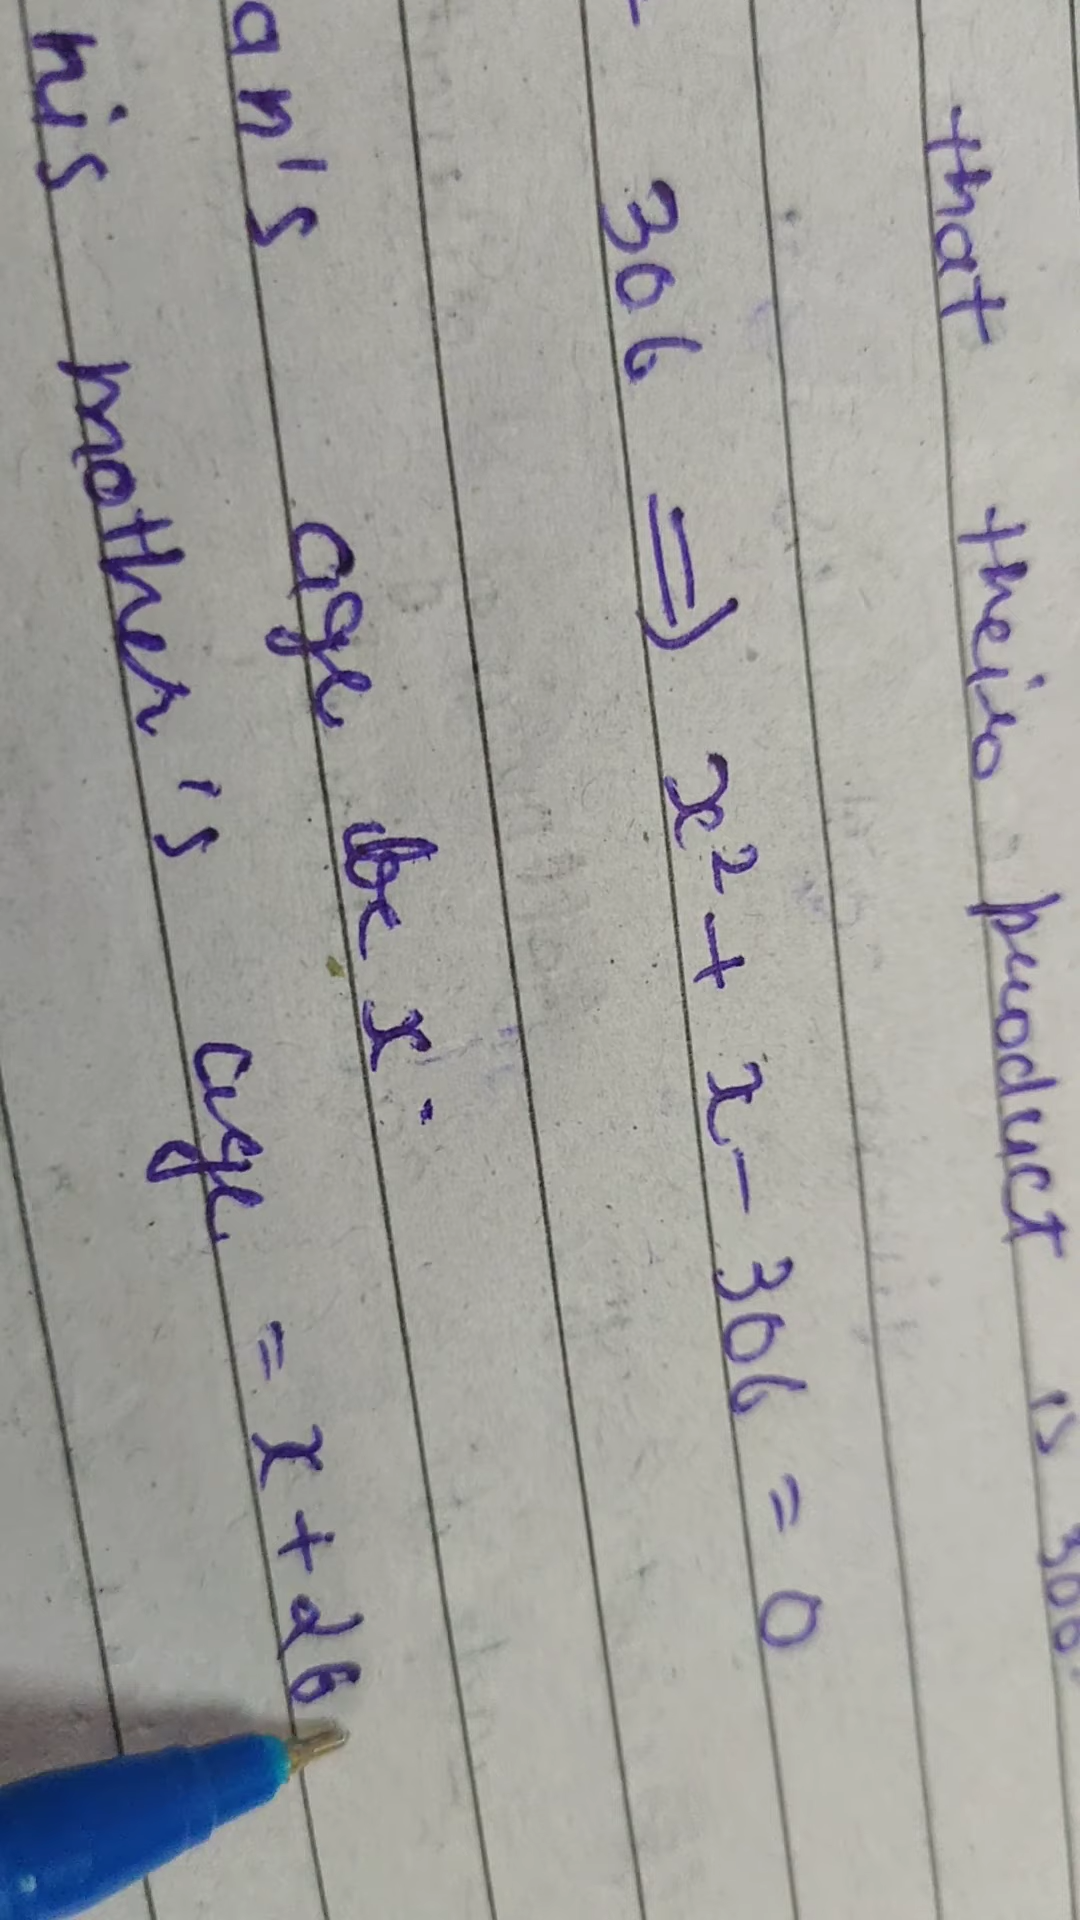 that their product is 306.
306 ⇒ x² + x - 306 = 0
an's age be x.
his mother's age = x + 26